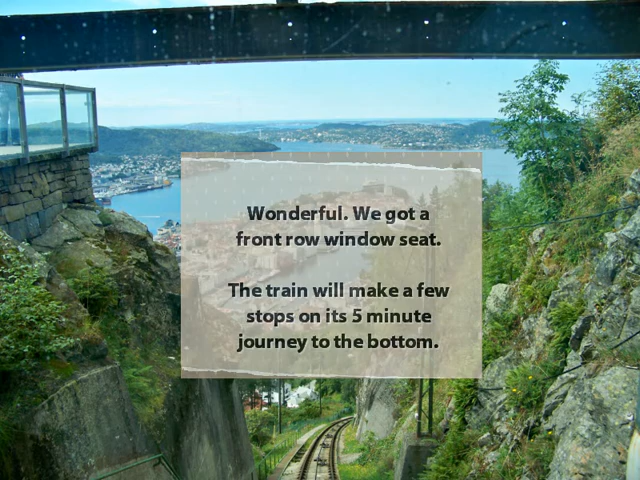 Wonderful. We got a
front row window seat.
The train will make a few
stops on its 5 minute
journey to the bottom.